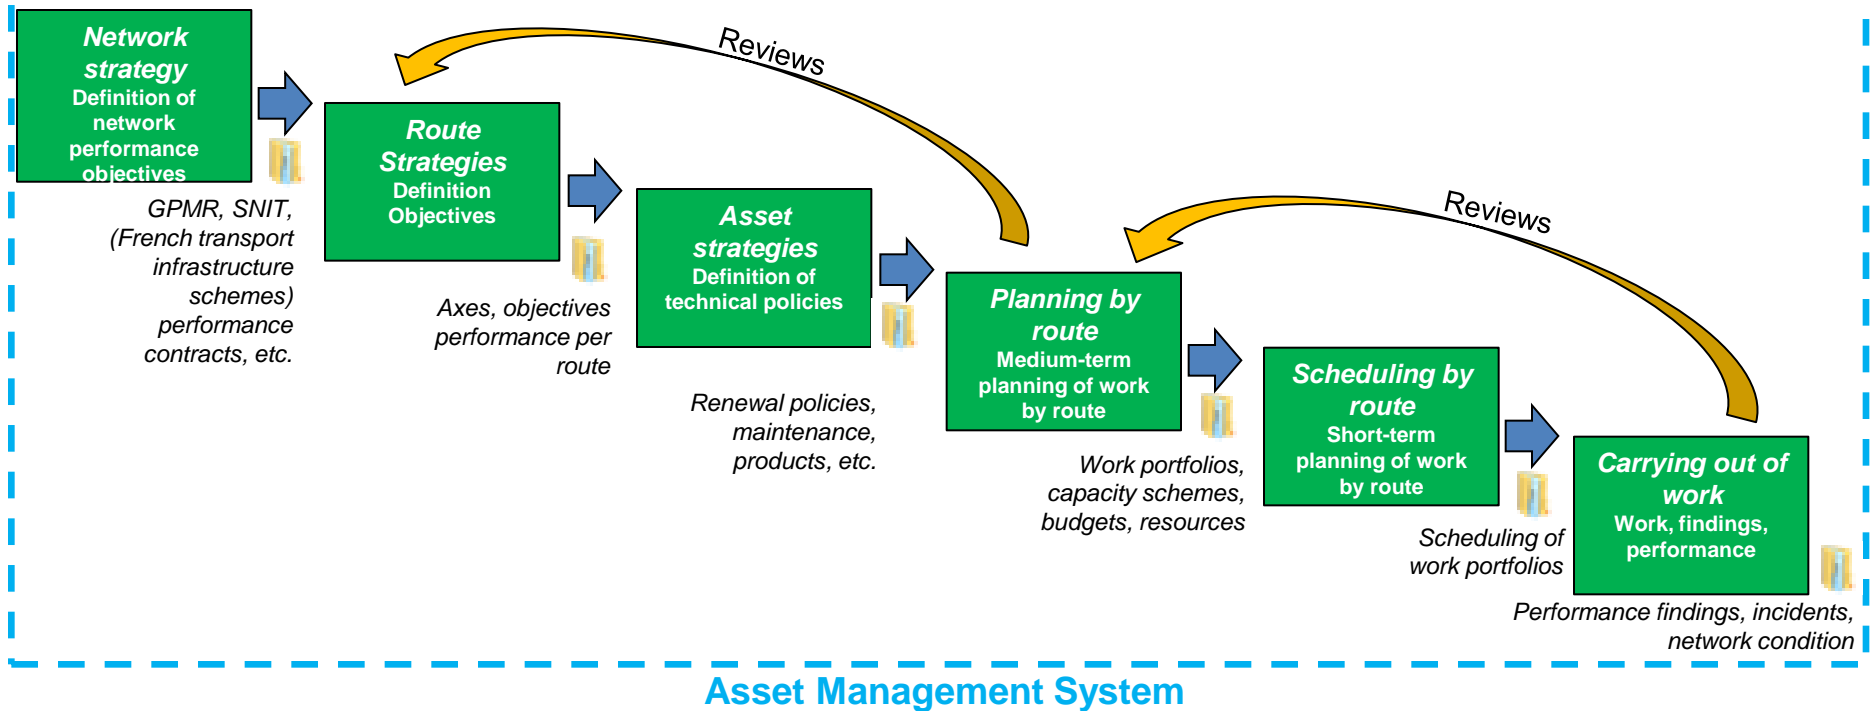 Network
strategy
Definition of
network
performance
objectives
GPMR, SNIT,
(French transport
infrastructure
schemes)
performance
contracts, etc.
Route
Strategies
Definition
Objectives
Axes, objectives
performance per
route
Reviews
Asset
strategies
Definition of
technical policies
Renewal policies,
maintenance,
products, etc.
Planning by
route
Medium-term
planning of work
by route
Work portfolios,
capacity schemes,
budgets, resources
Reviews
Scheduling by
route
Short-term
planning of work
by route
Scheduling of
work portfolios
Carrying out of
work
Work, findings,
performance
Performance findings, incidents,
network condition
Asset Management System